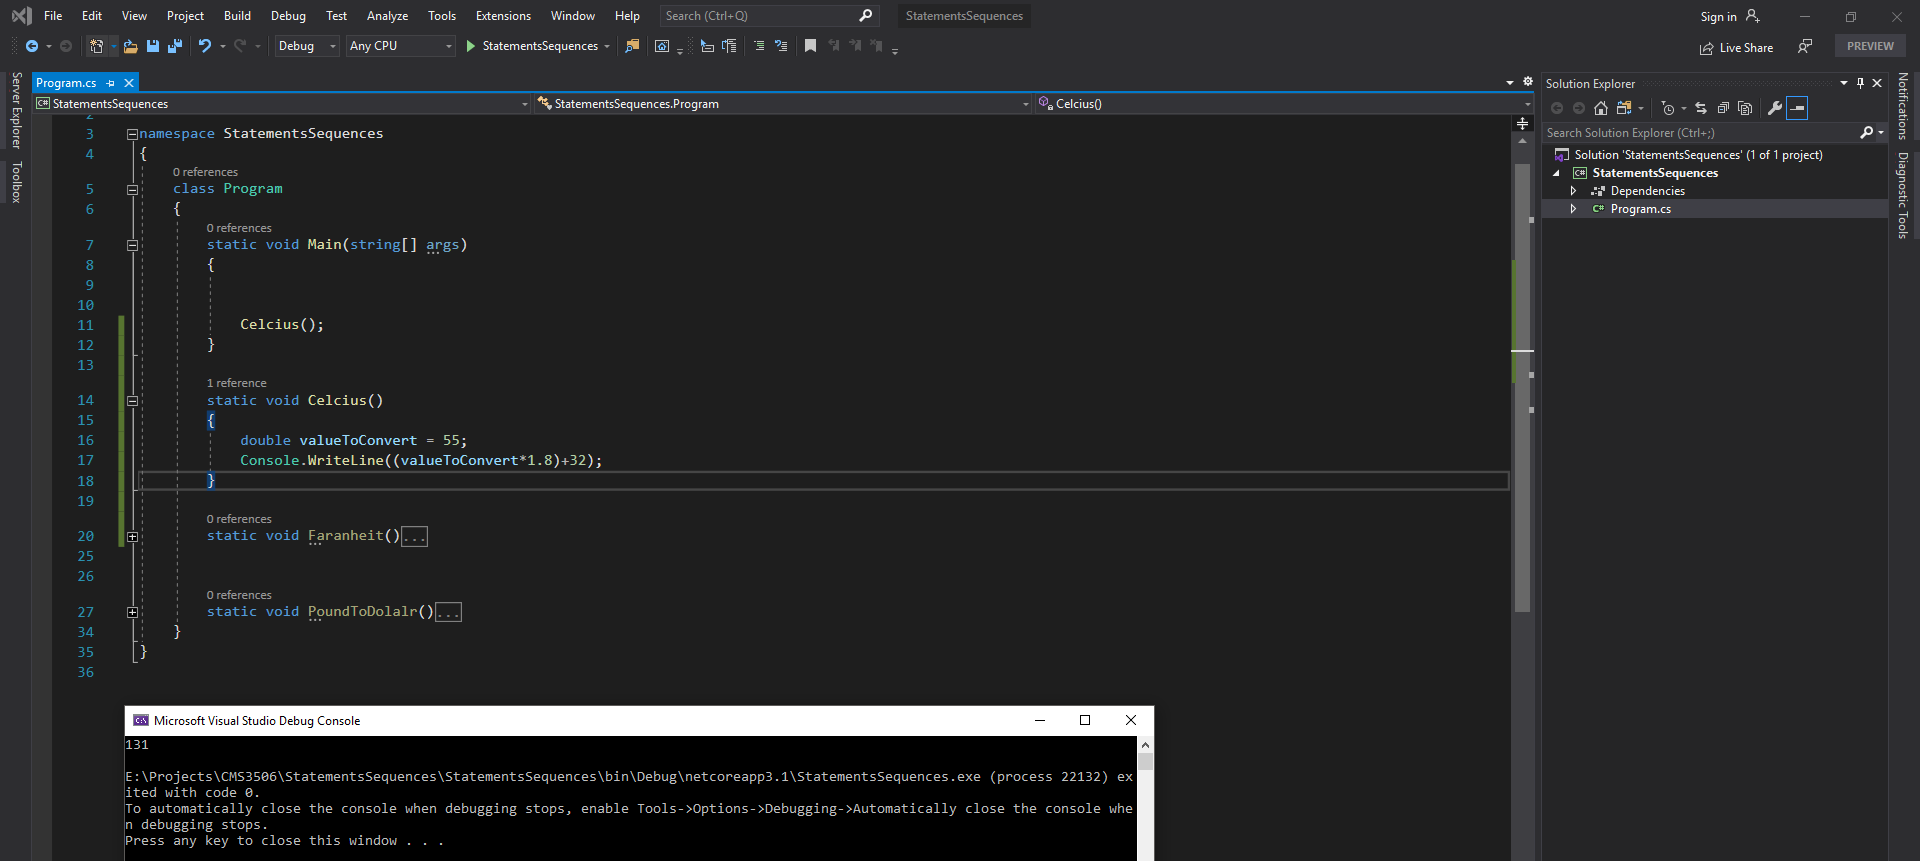 File Edit View Project Build Debug Test Analyze Tools Extensions Window Help Search (Ctrl+Q) StatementsSequences Sign in
Debug Any CPU StatementsSequences Live Share PREVIEW
Server Explorer
Toolbox
Program.cs
C# StatementsSequences StatementsSequences.Program Celcius()
2
3 namespace StatementsSequences
4 {
0 references
5 class Program
6 {
0 references
7 static void Main(string[] args)
8 {
9
10
11 Celcius();
12 }
13
1 reference
14 static void Celcius()
15 {
16 double valueToConvert = 55;
17 Console.WriteLine((valueToConvert*1.8)+32);
18 }
19
0 references
20 static void Faranheit()...
25
26
0 references
27 static void PoundToDolalr()...
34 }
35 }
36
Solution Explorer
Search Solution Explorer (Ctrl+;)
Solution 'StatementsSequences' (1 of 1 project)
C# StatementsSequences
Dependencies
C# Program.cs
Notifications
Diagnostic Tools
Microsoft Visual Studio Debug Console
131
E:\Projects\CMS3506\StatementsSequences\StatementsSequences\bin\Debug\netcoreapp3.1\StatementsSequences.exe (process 22132) ex
ited with code 0.
To automatically close the console when debugging stops, enable Tools->Options->Debugging->Automatically close the console whe
n debugging stops.
Press any key to close this window . . .